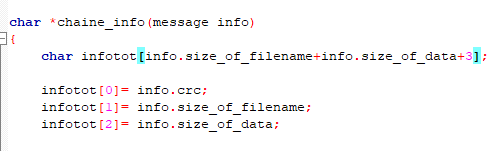 char *chaine_info(message info)
{
char infotot[info.size_of_filename+info.size_of_data+3];
infotot[0]= info.crc;
infotot[1]= info.size_of_filename;
infotot[2]= info.size_of_data;